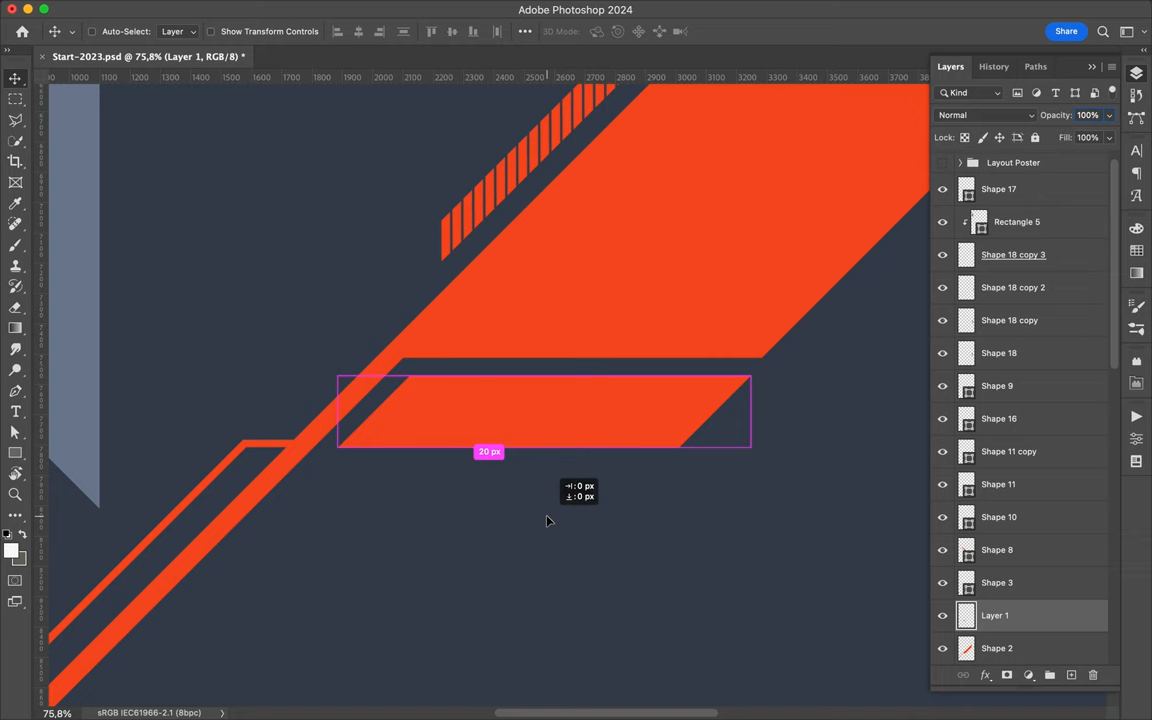 Adobe Photoshop 2024
Auto-Select: Layer Show Transform Controls ••• 3D Mode: Share
Start-2023.psd @ 75,8% (Layer 1, RGB/8) *
1000 1100 1200 1300 1400 1500 1600 1700 1800 1900 2000 2100 2200 2300 2400 2500 2600 2700 2800 2900 3000 3100 3200 3300 3400 3500 3600 3700
Layers History Paths
Kind
Normal Opacity: 100%
Lock: Fill: 100%
Layout Poster
Shape 17
Rectangle 5
Shape 18 copy 3
Shape 18 copy 2
Shape 18 copy
Shape 18
Shape 9
Shape 16
Shape 11 copy
Shape 11
Shape 10
Shape 8
Shape 3
Layer 1
Shape 2
20 px
: 0 px
: 0 px
75,8% sRGB IEC61966-2.1 (8bpc)